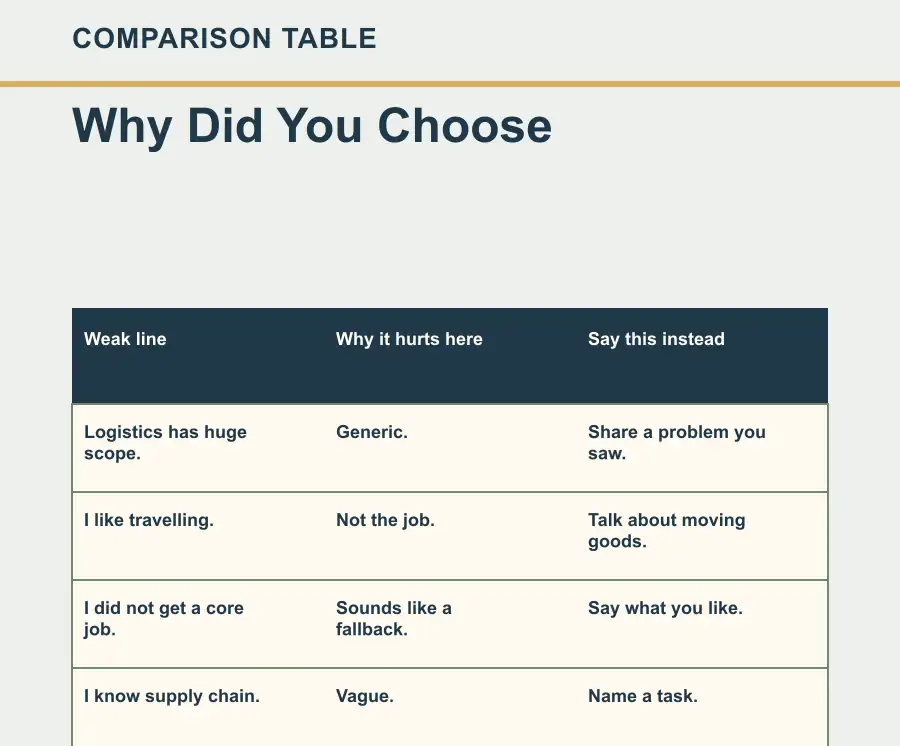 COMPARISON TABLE
Why Did You Choose
Weak line
Why it hurts here
Say this instead
Logistics has huge
scope.
Generic.
Share a problem you
saw.
I like travelling.
Not the job.
Talk about moving
goods.
I did not get a core
job.
Sounds like a
fallback.
Say what you like.
I know supply chain.
Vague.
Name a task.